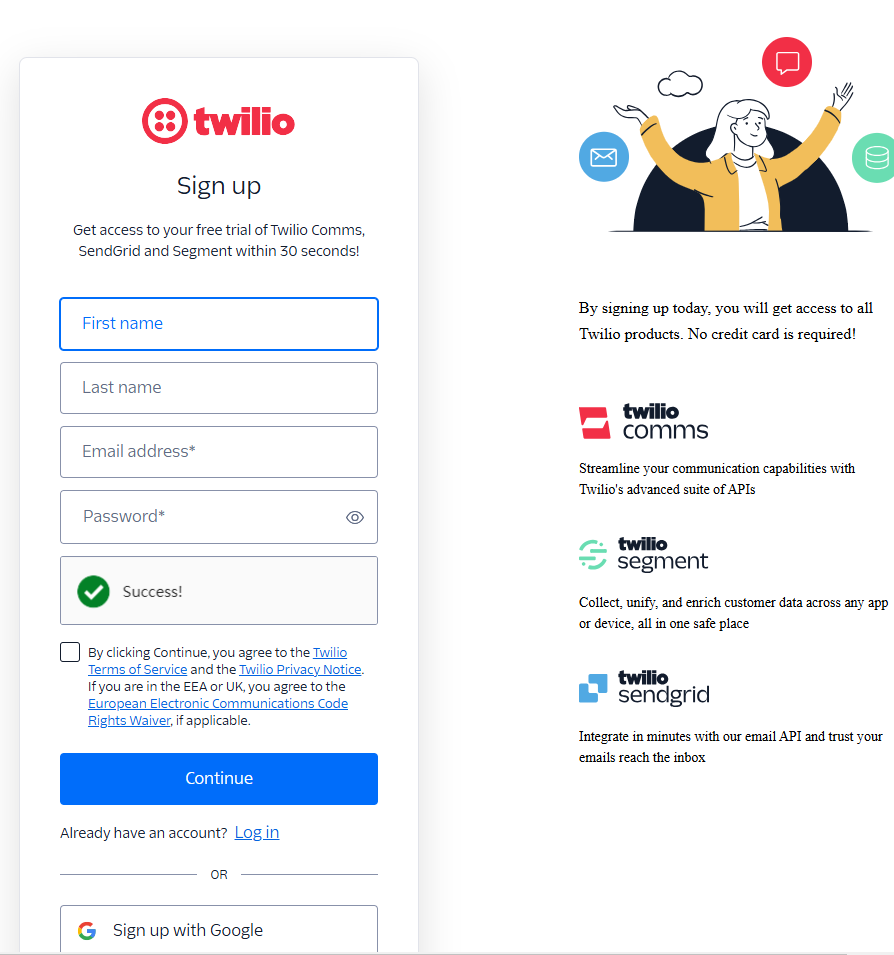 twilio
Sign up
Get access to your free trial of Twilio Comms,
SendGrid and Segment within 30 seconds!
First name
Last name
Email address*
Password*
Success!
By clicking Continue, you agree to the Twilio
Terms of Service and the Twilio Privacy Notice.
If you are in the EEA or UK, you agree to the
European Electronic Communications Code
Rights Waiver, if applicable.
Continue
Already have an account? Log in
OR
Sign up with Google
By signing up today, you will get access to all
Twilio products. No credit card is required!
twilio
comms
Streamline your communication capabilities with
Twilio's advanced suite of APIs
twilio
segment
Collect, unify, and enrich customer data across any app
or device, all in one safe place
twilio
sendgrid
Integrate in minutes with our email API and trust your
emails reach the inbox